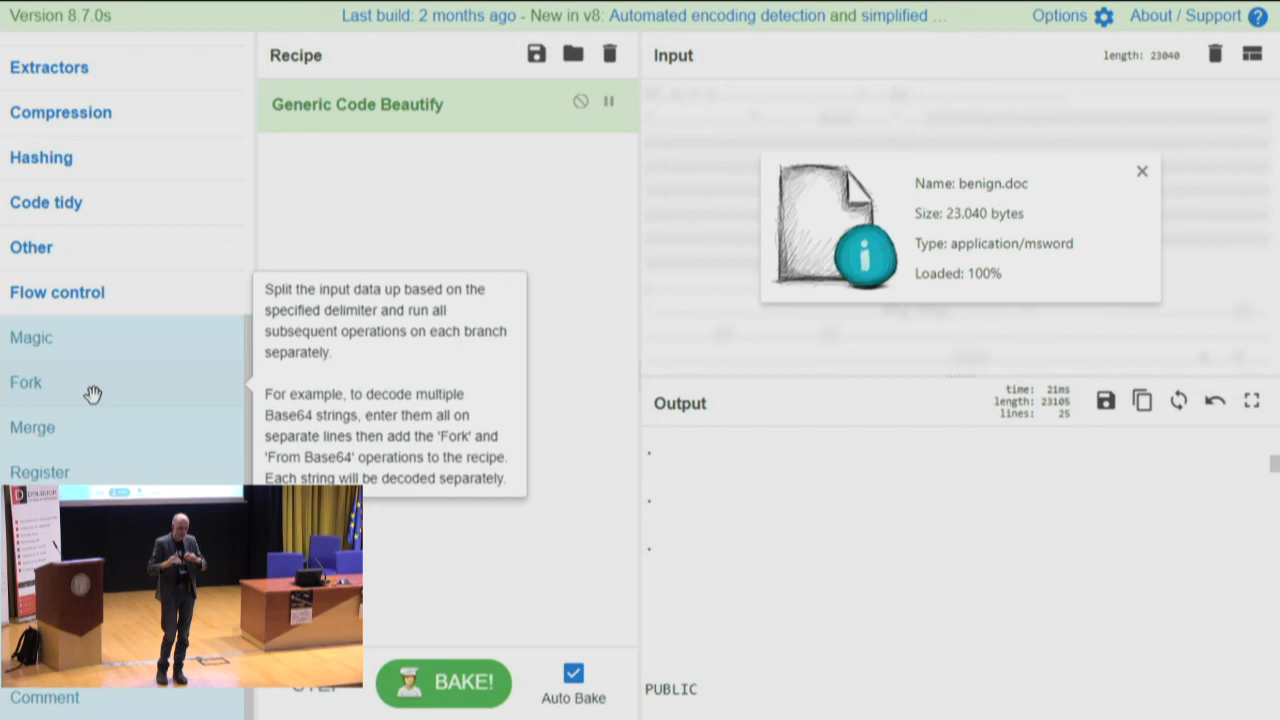 Version 8.7.0s
Last build: 2 months ago - New in v8: Automated encoding detection and simplified ...
Options
About / Support
Extractors
Compression
Hashing
Code tidy
Other
Flow control
Magic
Fork
Merge
Register
Comment
Recipe
Generic Code Beautify
Split the input data up based on the
specified delimiter and run all
subsequent operations on each branch
separately.
For example, to decode multiple
Base64 strings, enter them all on
separate lines then add the 'Fork' and
'From Base64' operations to the recipe.
Each string will be decoded separately.
BAKE!
Auto Bake
Input
length: 23040
Name: benign.doc
Size: 23.040 bytes
Type: application/msword
Loaded: 100%
Output
time: 21ms
length: 23105
lines: 25
.
.
.
PUBLIC